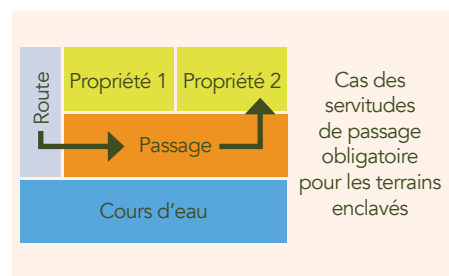 Route
Propriété 1
Propriété 2
Passage
Cours d'eau
Cas des
servitudes
de passage
obligatoire
pour les terrains
enclavés